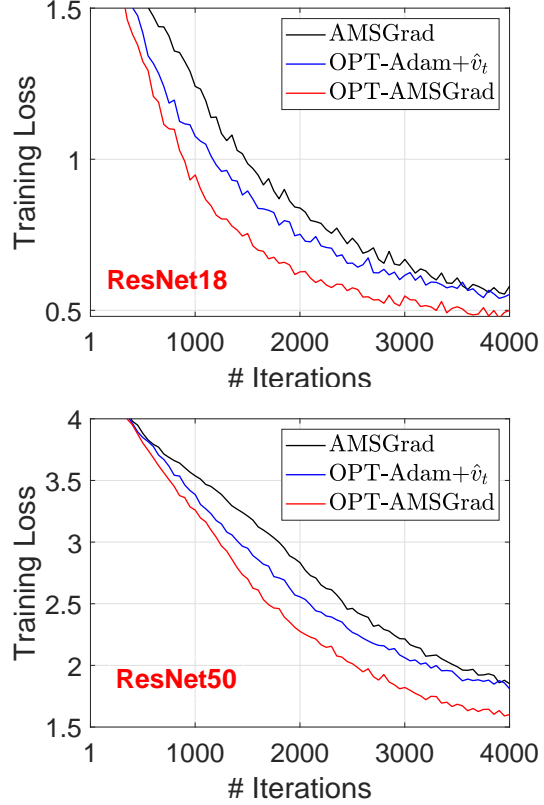 1.5
1
0.5
Training Loss
AMSGrad
OPT-Adam+v̂_t
OPT-AMSGrad
ResNet18
1 1000 2000 3000 4000
# Iterations
4
3.5
3
2.5
2
1.5
Training Loss
AMSGrad
OPT-Adam+v̂_t
OPT-AMSGrad
ResNet50
1 1000 2000 3000 4000
# Iterations